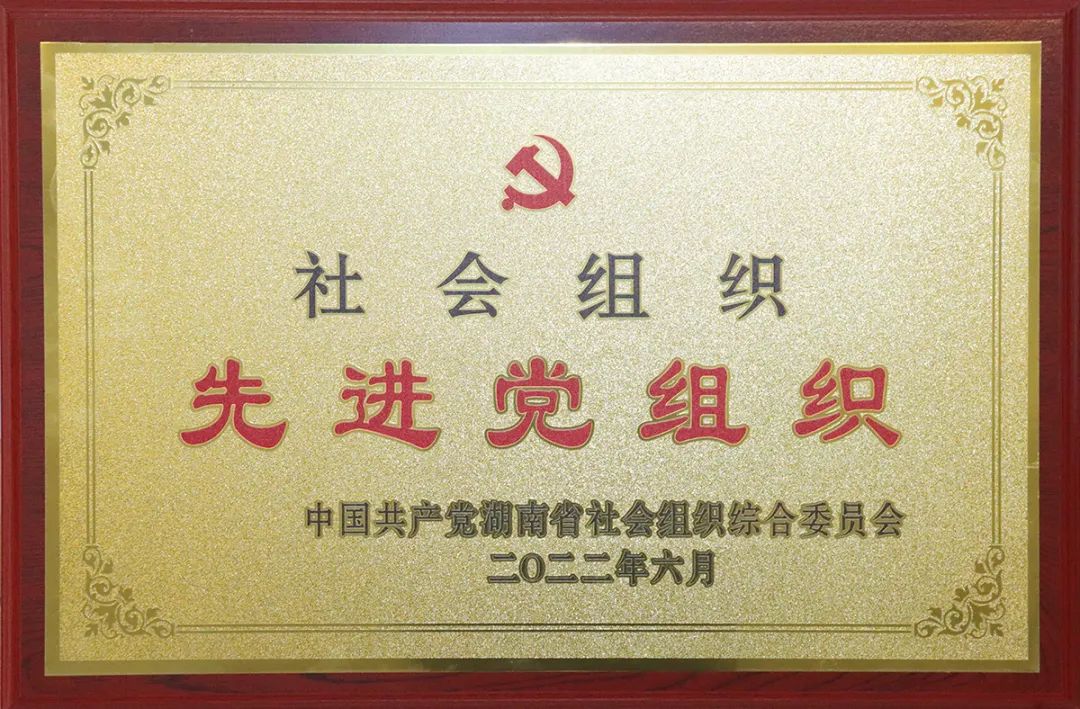 社会组织
先进党组织
中国共产党湖南省社会组织综合委员会
二〇二二年六月